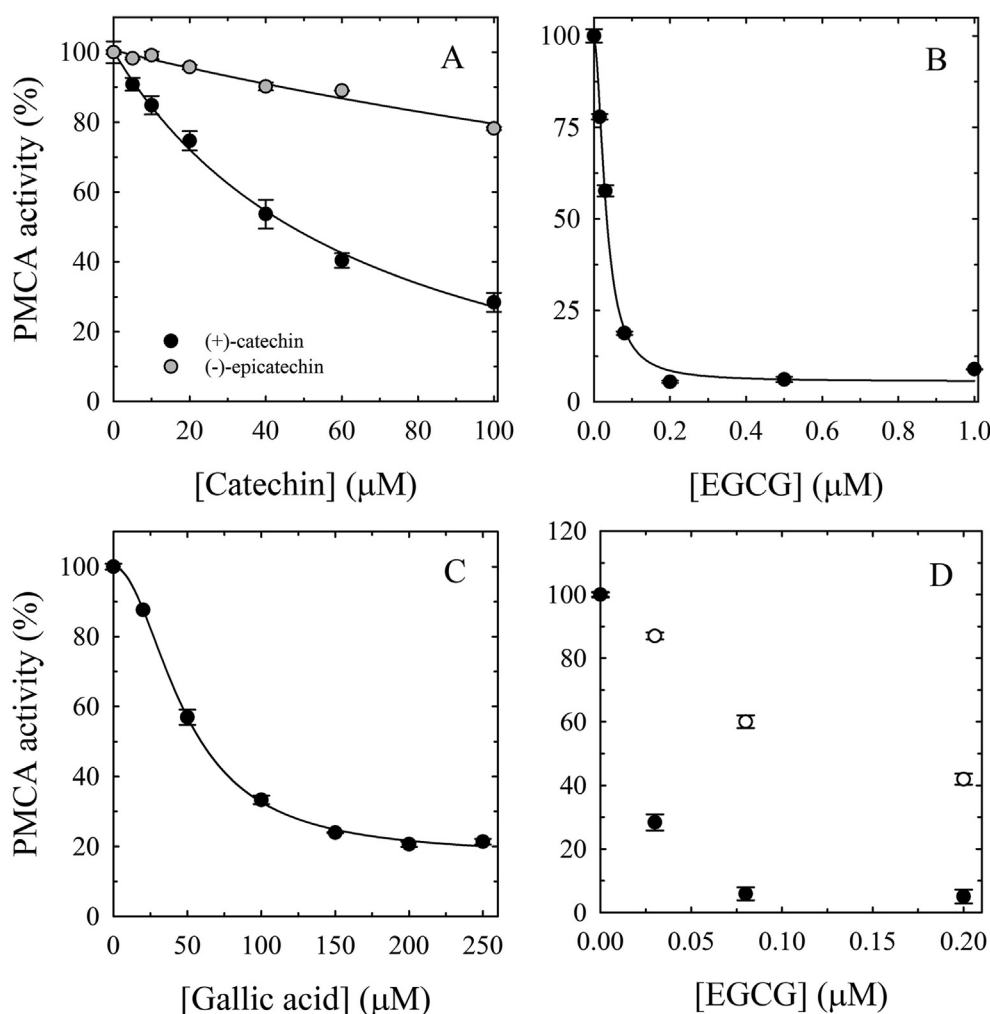 A
PMCA activity (%)
100
80
60
40
20
0
(+)-catechin
(-)-epicatechin
0 20 40 60 80 100
[Catechin] (μM)
B
100
75
50
25
0
0.0 0.2 0.4 0.6 0.8 1.0
[EGCG] (μM)
C
PMCA activity (%)
100
80
60
40
20
0
0 50 100 150 200 250
[Gallic acid] (μM)
D
120
100
80
60
40
20
0
0.00 0.05 0.10 0.15 0.20
[EGCG] (μM)